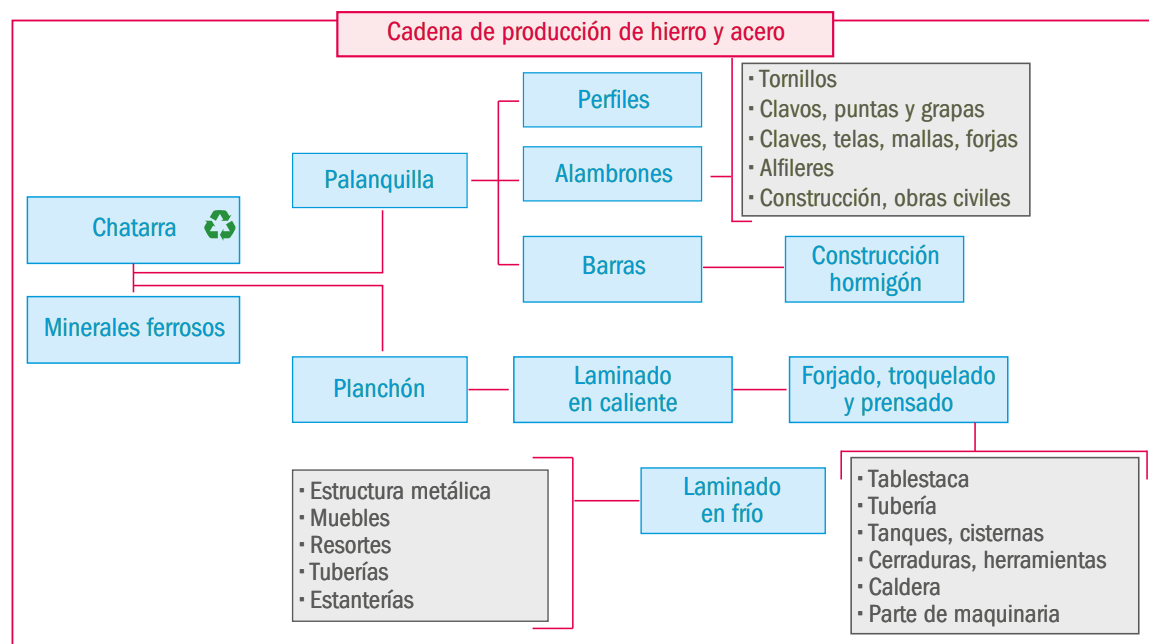 Cadena de producción de hierro y acero
Perfiles
▪ Tornillos
▪ Clavos, puntas y grapas
▪ Claves, telas, mallas, forjas
▪ Alfileres
▪ Construcción, obras civiles
Palanquilla
Alambrones
Chatarra
Barras
Construcción
hormigón
Minerales ferrosos
Planchón
Laminado
en caliente
Forjado, troquelado
y prensado
▪ Estructura metálica
▪ Muebles
▪ Resortes
▪ Tuberías
▪ Estanterías
Laminado
en frío
▪ Tablestaca
▪ Tubería
▪ Tanques, cisternas
▪ Cerraduras, herramientas
▪ Caldera
▪ Parte de maquinaria